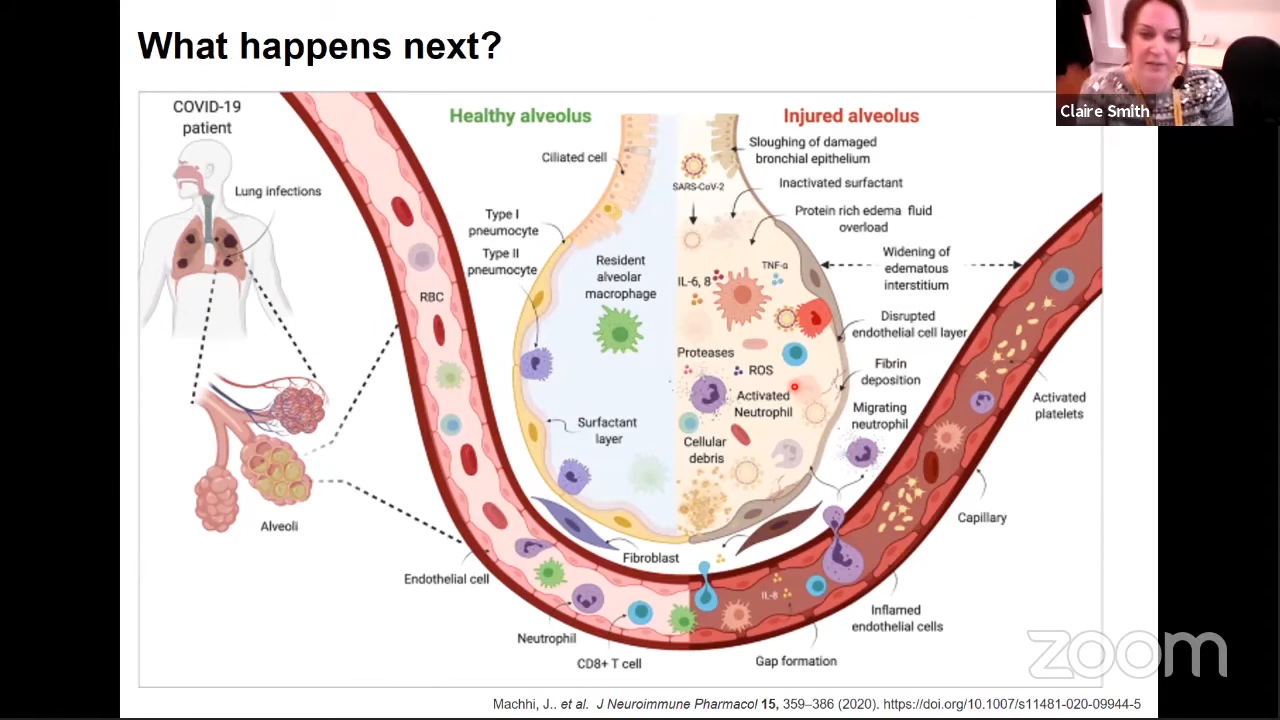 What happens next?
Claire Smith
COVID-19
patient
Lung infections
Alveoli
Healthy alveolus
Injured alveolus
Ciliated cell
Type I
pneumocyte
Type II
pneumocyte
Resident
alveolar
macrophage
RBC
Surfactant
layer
Fibroblast
Endothelial cell
Neutrophil
CD8+ T cell
SARS-CoV-2
Sloughing of damaged
bronchial epithelium
Inactivated surfactant
Protein rich edema fluid
overload
Widening of
edematous
interstitium
TNF-α
IL-6, 8
Disrupted
endothelial cell layer
Proteases
ROS
Fibrin
deposition
Activated
Neutrophil
Migrating
neutrophil
Cellular
debris
Activated
platelets
Capillary
IL-8
Inflamed
endothelial cells
Gap formation
zoom
Machhi, J.. et al. J Neuroimmune Pharmacol 15, 359–386 (2020). https://doi.org/10.1007/s11481-020-09944-5